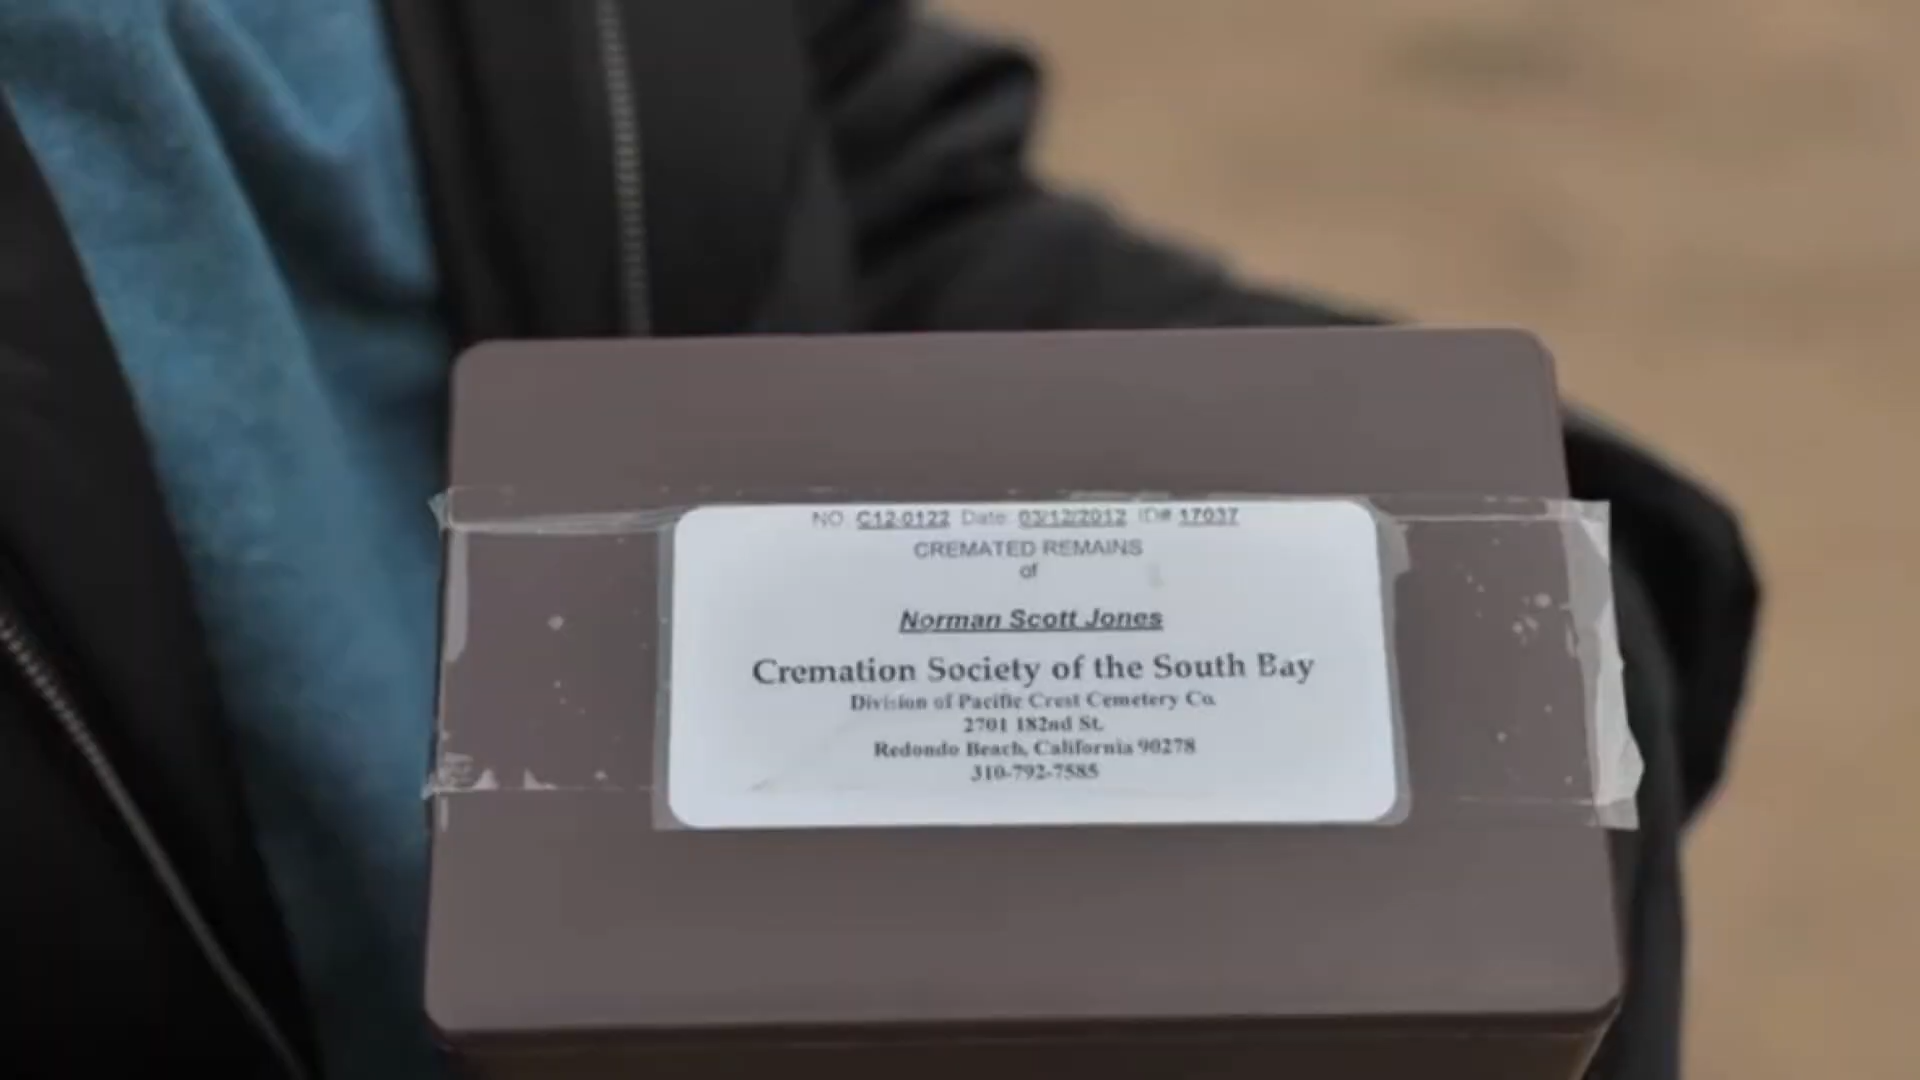 NO. C12-0122 Date: 03/12/2012 ID# 17037
CREMATED REMAINS
of
Norman Scott Jones
Cremation Society of the South Bay
Division of Pacific Crest Cemetery Co.
2701 182nd St.
Redondo Beach, California 90278
310-792-7585